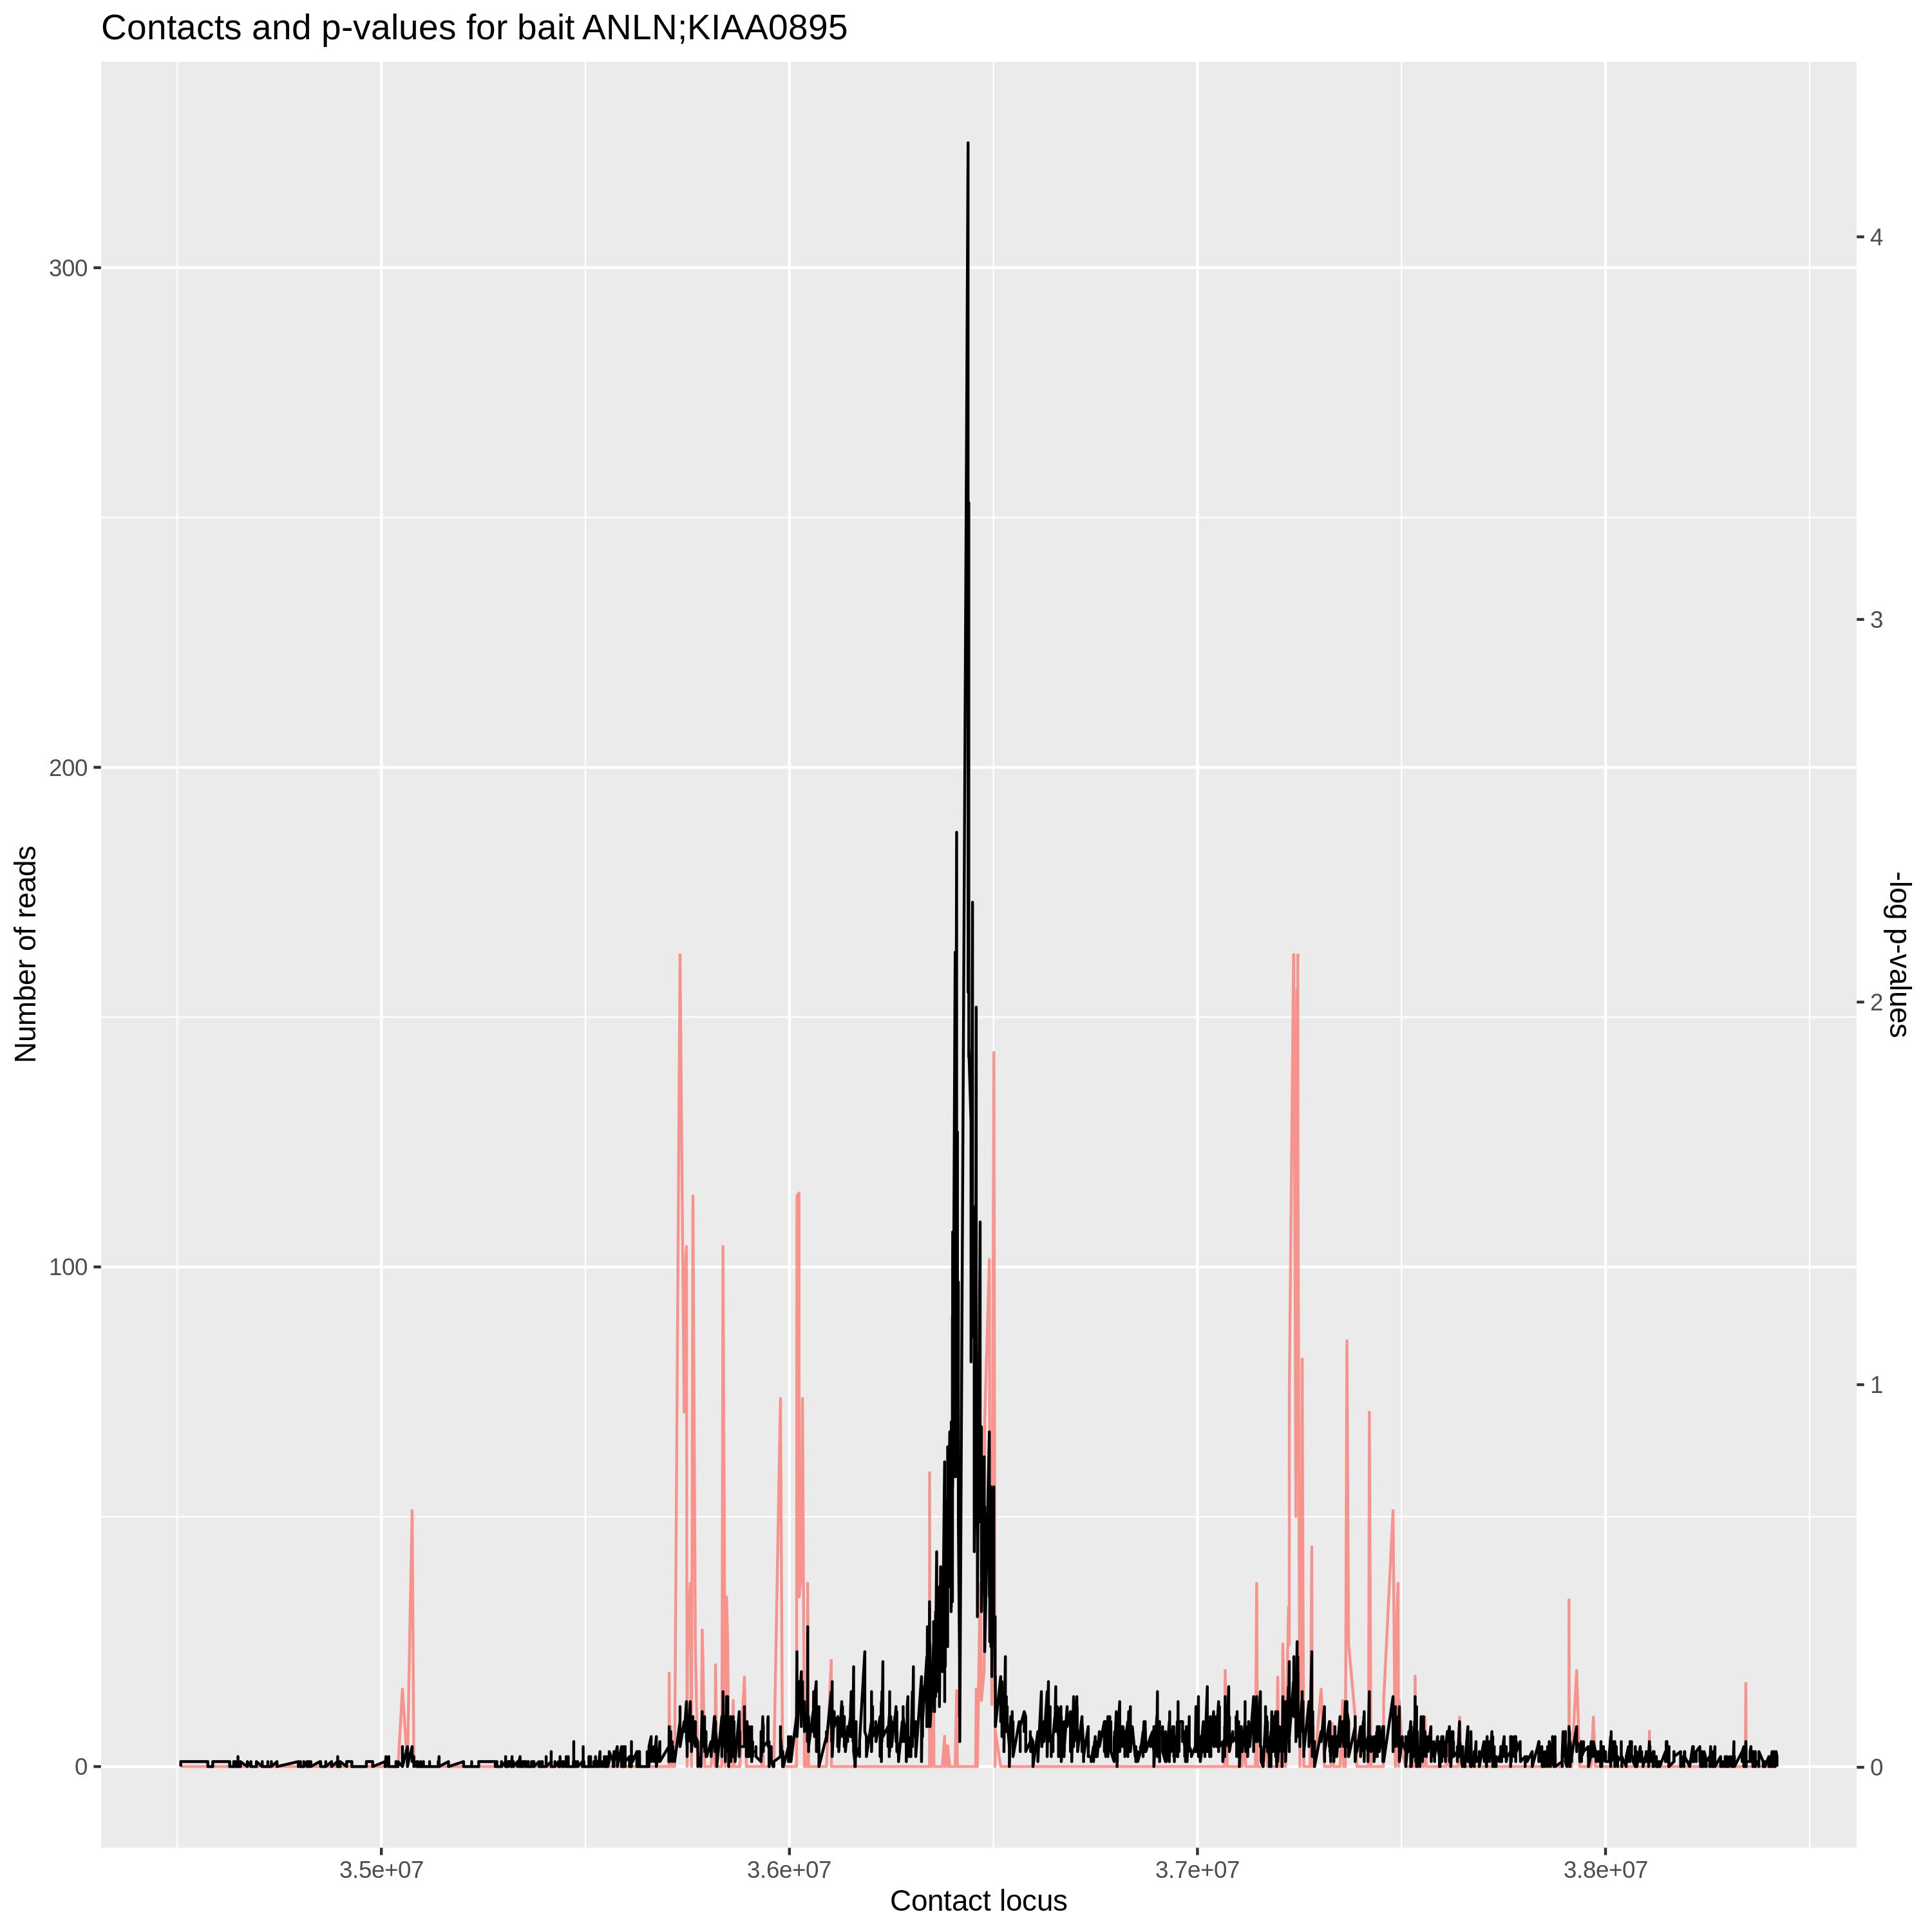 Contacts and p-values for bait ANLN;KIAA0895
300
200
100
0
Number of reads
4
3
2
1
0
-log p-values
3.5e+07
3.6e+07
3.7e+07
3.8e+07
Contact locus